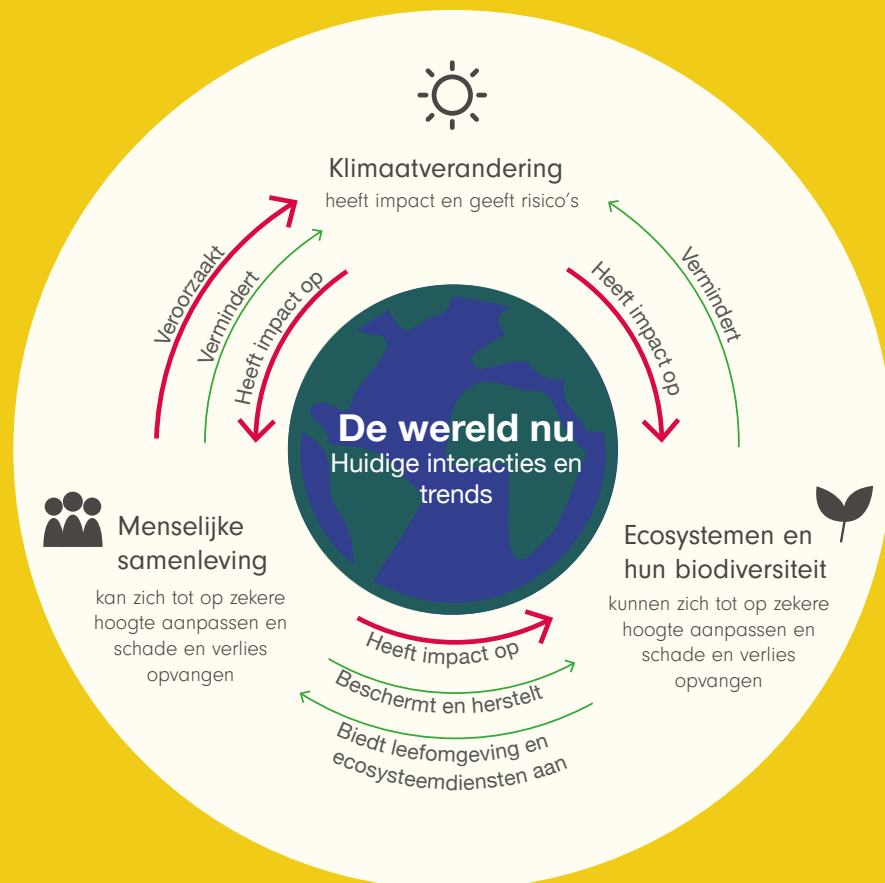 Klimaatverandering
heeft impact en geeft risico's
Veroorzaakt
Vermindert
Heeft impact op
Heeft impact op
Vermindert
De wereld nu
Huidige interacties en
trends
Menselijke
samenleving
kan zich tot op zekere
hoogte aanpassen en
schade en verlies
opvangen
Ecosystemen en
hun biodiversiteit
kunnen zich tot op zekere
hoogte aanpassen en
schade en verlies
opvangen
Heeft impact op
Beschermt en herstelt
Biedt leefomgeving en
ecosysteemdiensten aan